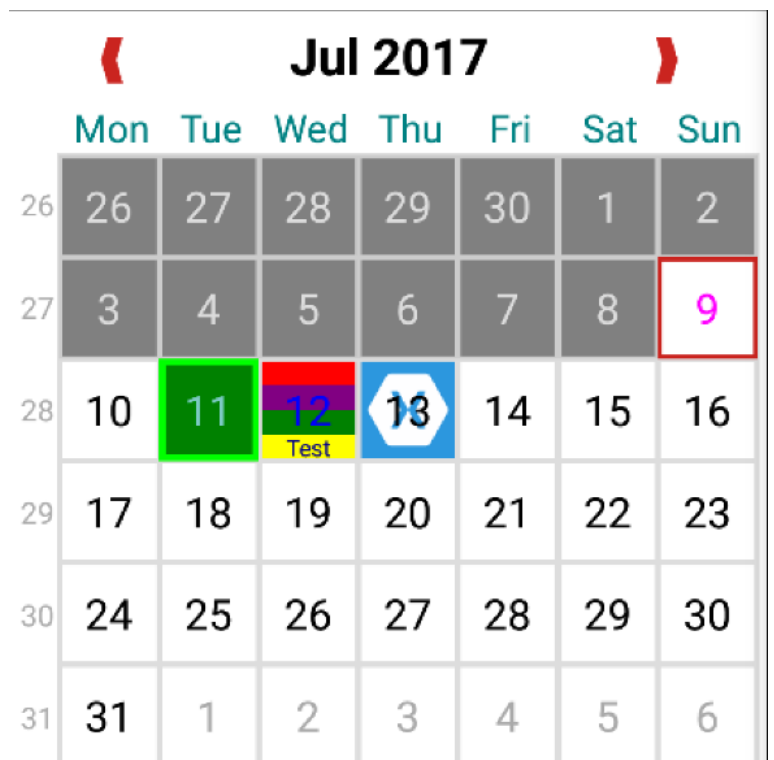 Jul 2017
Mon Tue Wed Thu Fri Sat Sun
26 26 27 28 29 30 1 2
27 3 4 5 6 7 8 9
28 10 11 12 13 14 15 16
Test
29 17 18 19 20 21 22 23
30 24 25 26 27 28 29 30
31 31 1 2 3 4 5 6